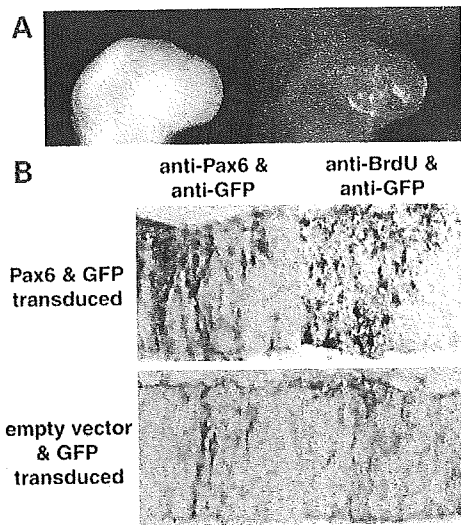 A
B
anti-Pax6 & anti-GFP
anti-BrdU & anti-GFP
Pax6 & GFP transduced
empty vector & GFP transduced